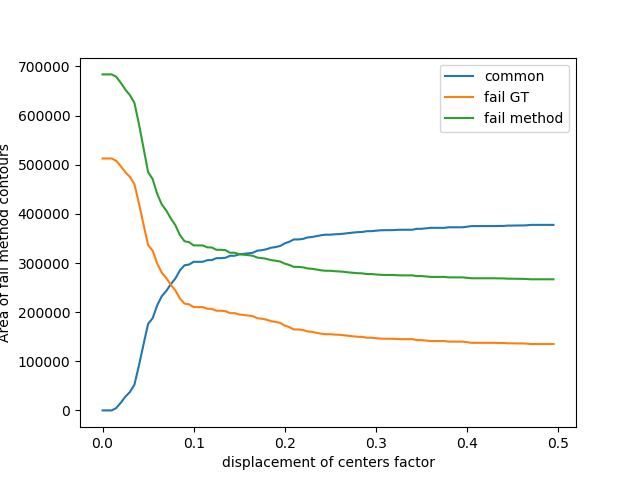 700000
600000
500000
400000
300000
200000
100000
0
Area of fail method contours
0.0 0.1 0.2 0.3 0.4 0.5
displacement of centers factor
common
fail GT
fail method